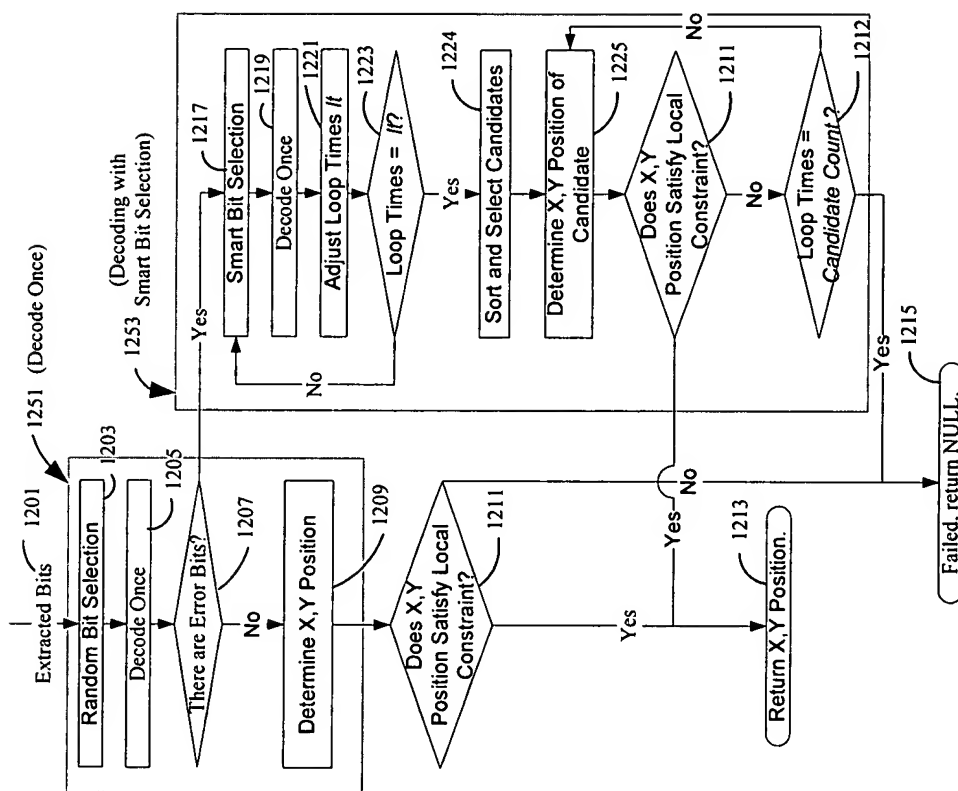 1201
Extracted Bits
1251 (Decode Once)
1203
Random Bit Selection
1205
Decode Once
1207
There are Error Bits?
No
Yes
1209
Determine X,Y Position
1211
Does X,Y
Position Satisfy Local
Constraint?
Yes
No
1213
Return X,Y Position.
1253
(Decoding with
Smart Bit Selection)
1217
Smart Bit Selection
1219
Decode Once
1221
Adjust Loop Times lt
1223
Loop Times = lt?
No
Yes
1224
Sort and Select Candidates
1225
Determine X,Y Position of
Candidate
1211
Does X,Y
Position Satisfy Local
Constraint?
Yes
No
1212
Loop Times =
Candidate Count ?
No
Yes
1215
Failed, return NULL.